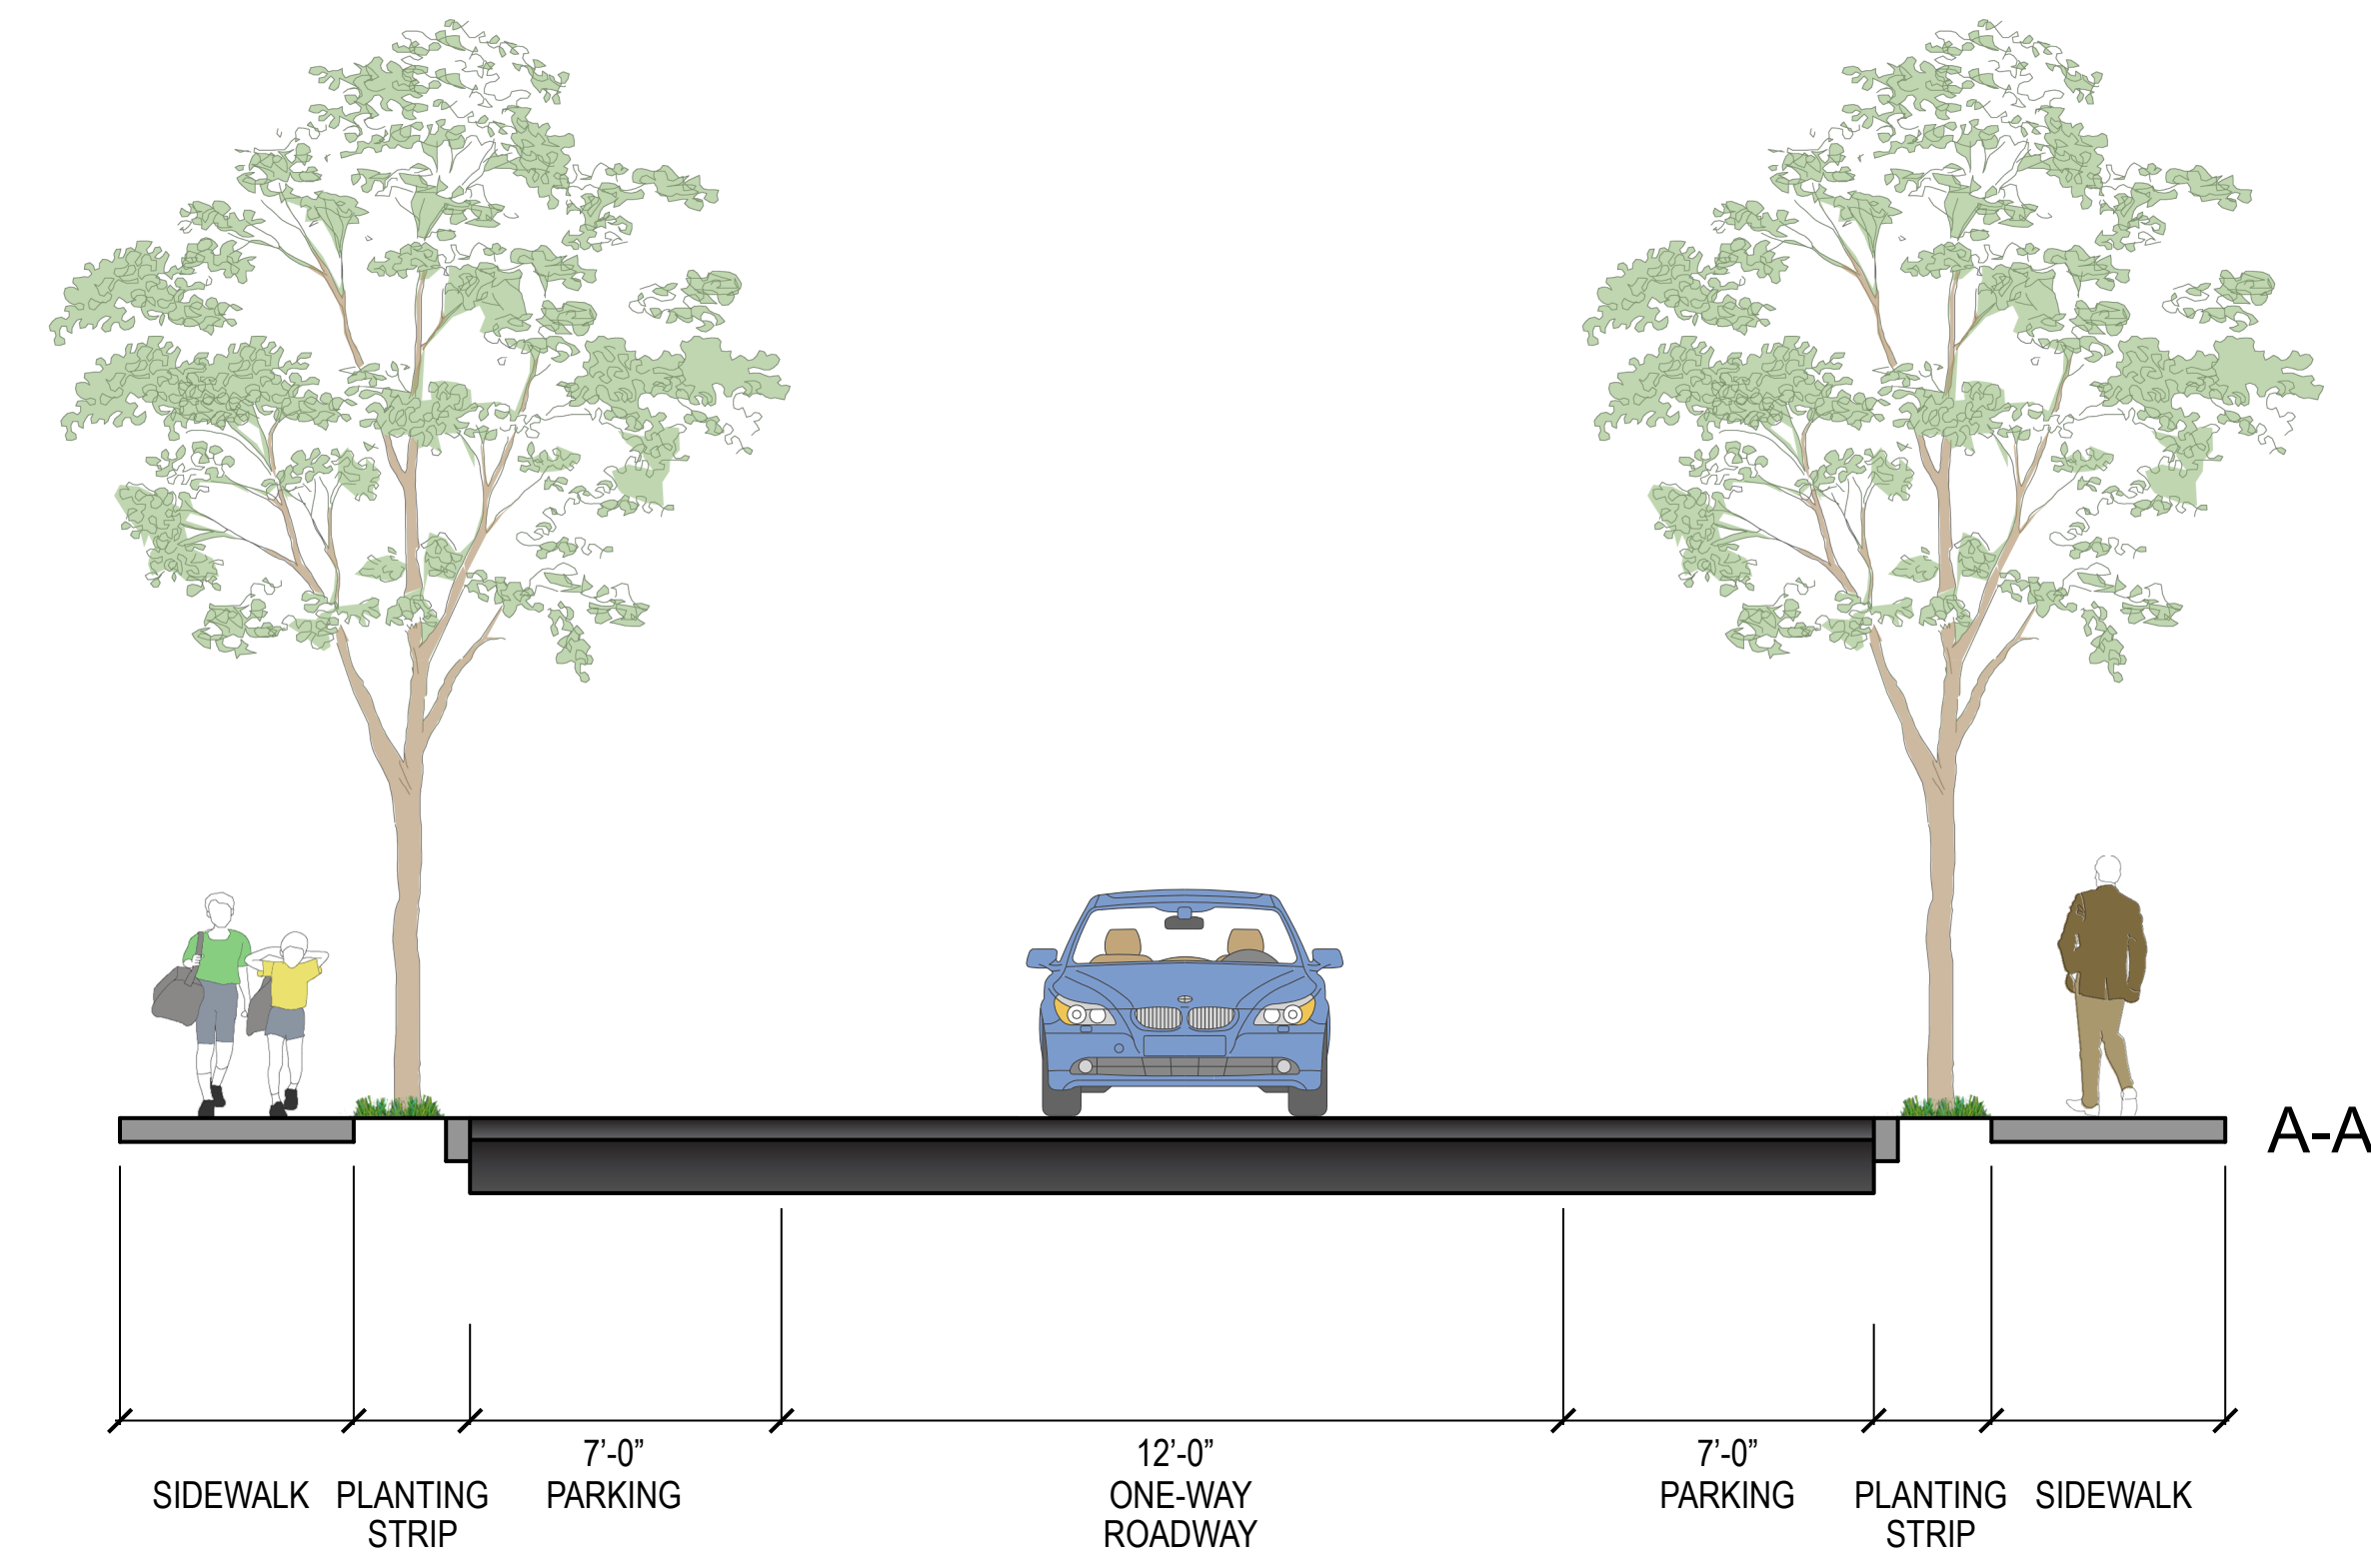 A-A
7’-0”
12’-0”
7’-0”
SIDEWALK PLANTING PARKING ONE-WAY PARKING PLANTING SIDEWALK
STRIP ROADWAY STRIP